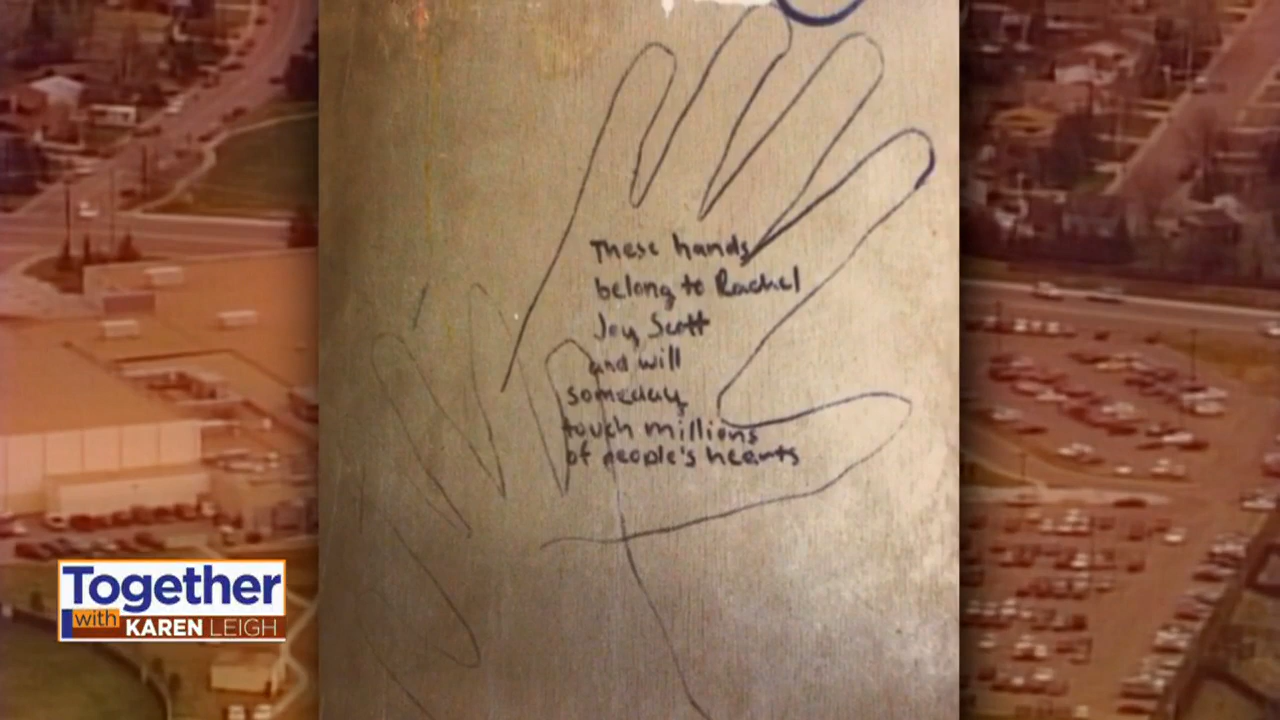 These hands
belong to Rachel
Joy Scott
and will
someday
touch millions
of people's hearts
Together
with KAREN LEIGH